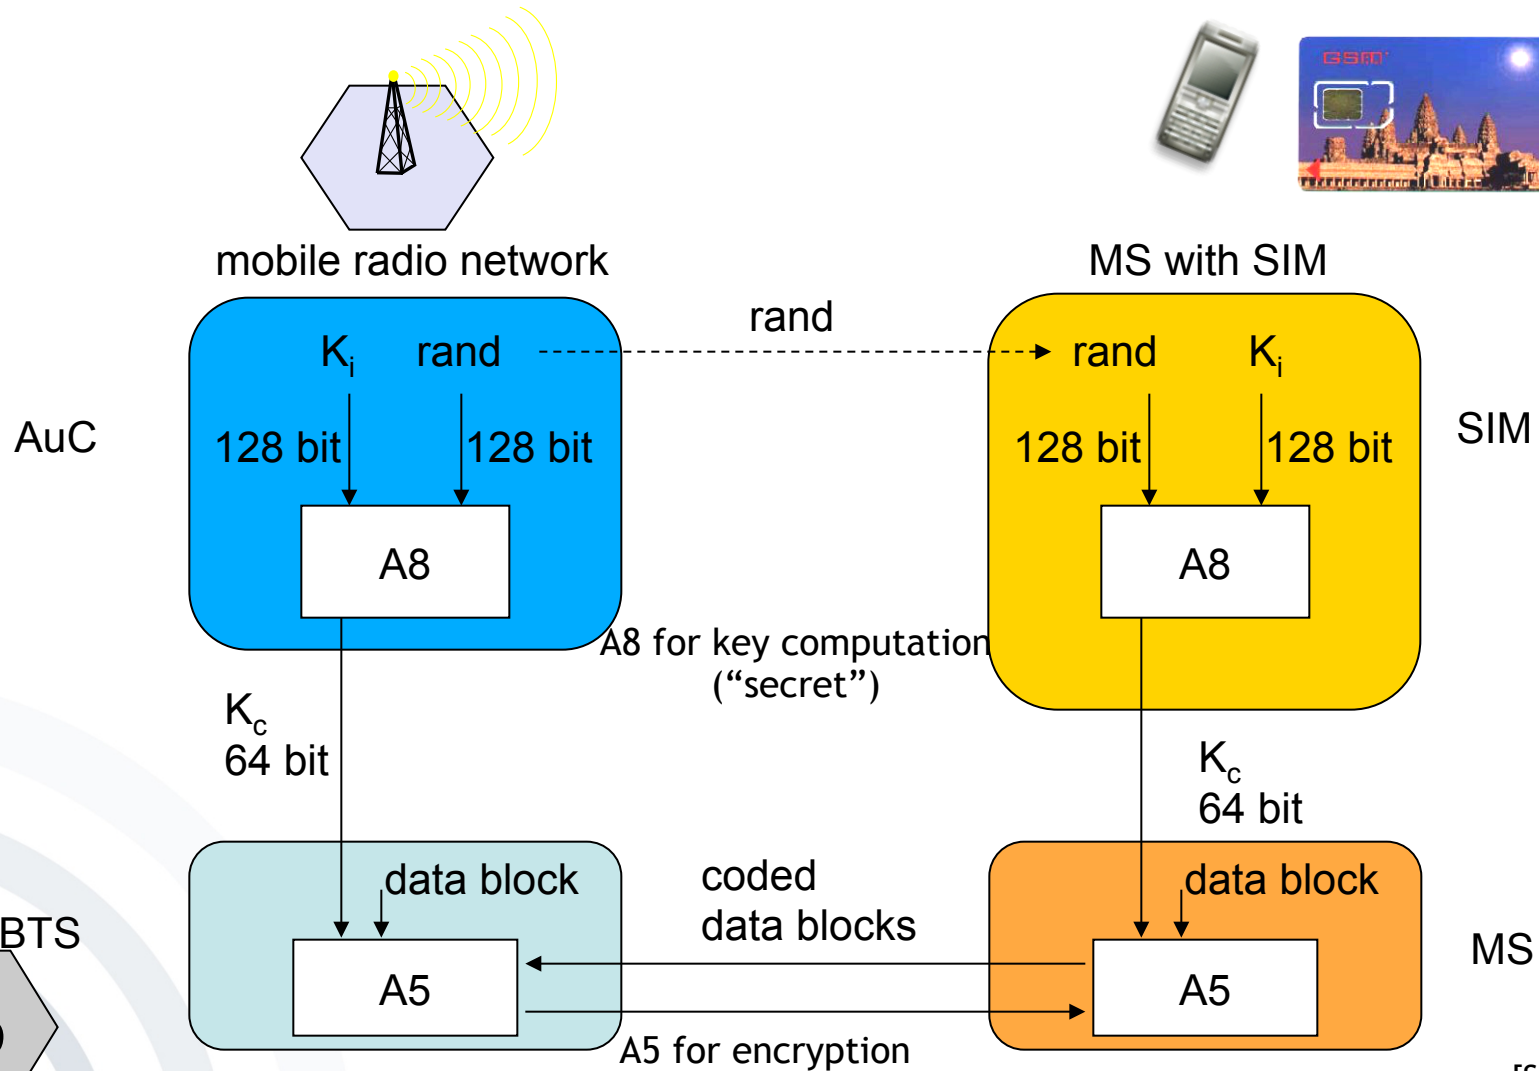 GSM
mobile radio network
MS with SIM
rand
Ki rand
rand Ki
AuC
128 bit 128 bit
128 bit 128 bit
SIM
A8
A8
A8 for key computation
(“secret”)
Kc
64 bit
Kc
64 bit
data block
coded
data blocks
data block
BTS
A5
A5
MS
A5 for encryption